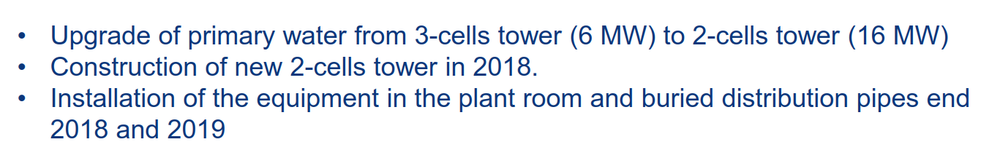 • Upgrade of primary water from 3-cells tower (6 MW) to 2-cells tower (16 MW)
• Construction of new 2-cells tower in 2018.
• Installation of the equipment in the plant room and buried distribution pipes end
2018 and 2019